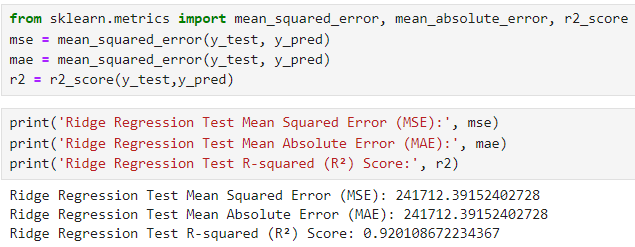 from sklearn.metrics import mean_squared_error, mean_absolute_error, r2_score
mse = mean_squared_error(y_test, y_pred)
mae = mean_squared_error(y_test, y_pred)
r2 = r2_score(y_test,y_pred)
print('Ridge Regression Test Mean Squared Error (MSE):', mse)
print('Ridge Regression Test Mean Absolute Error (MAE):', mae)
print('Ridge Regression Test R-squared (R²) Score:', r2)
Ridge Regression Test Mean Squared Error (MSE): 241712.39152402728
Ridge Regression Test Mean Absolute Error (MAE): 241712.39152402728
Ridge Regression Test R-squared (R²) Score: 0.920108672234367